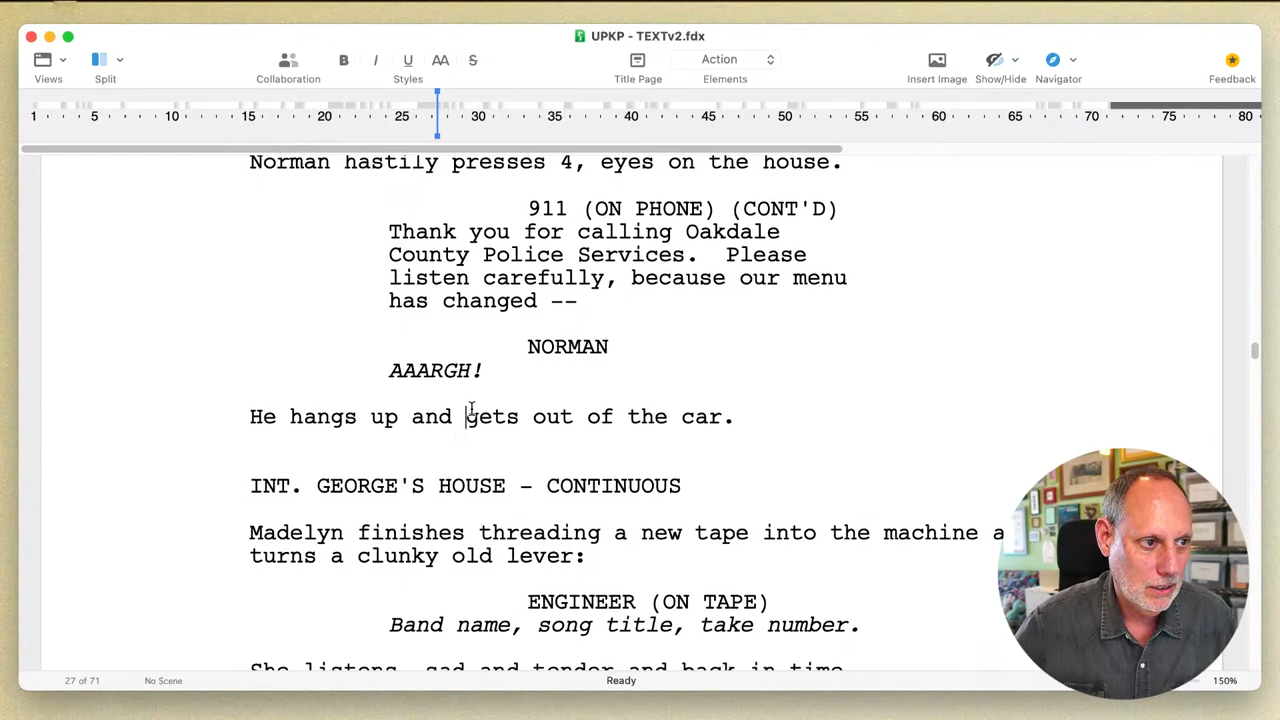 UPKP - TEXTv2.fdx
B I U AA S Action
Views Split Collaboration Styles Title Page Elements Insert Image Show/Hide Navigator Feedback
1 5 10 15 20 25 30 35 40 45 50 55 60 65 70 75 80
Norman hastily presses 4, eyes on the house.
911 (ON PHONE) (CONT'D)
Thank you for calling Oakdale
County Police Services.  Please
listen carefully, because our menu
has changed --
NORMAN
AAARGH!
He hangs up and gets out of the car.
INT. GEORGE'S HOUSE - CONTINUOUS
Madelyn finishes threading a new tape into the machine a
turns a clunky old lever:
ENGINEER (ON TAPE)
Band name, song title, take number.
She listens, sad and tender and back in time
27 of 71 No Scene Ready 150%